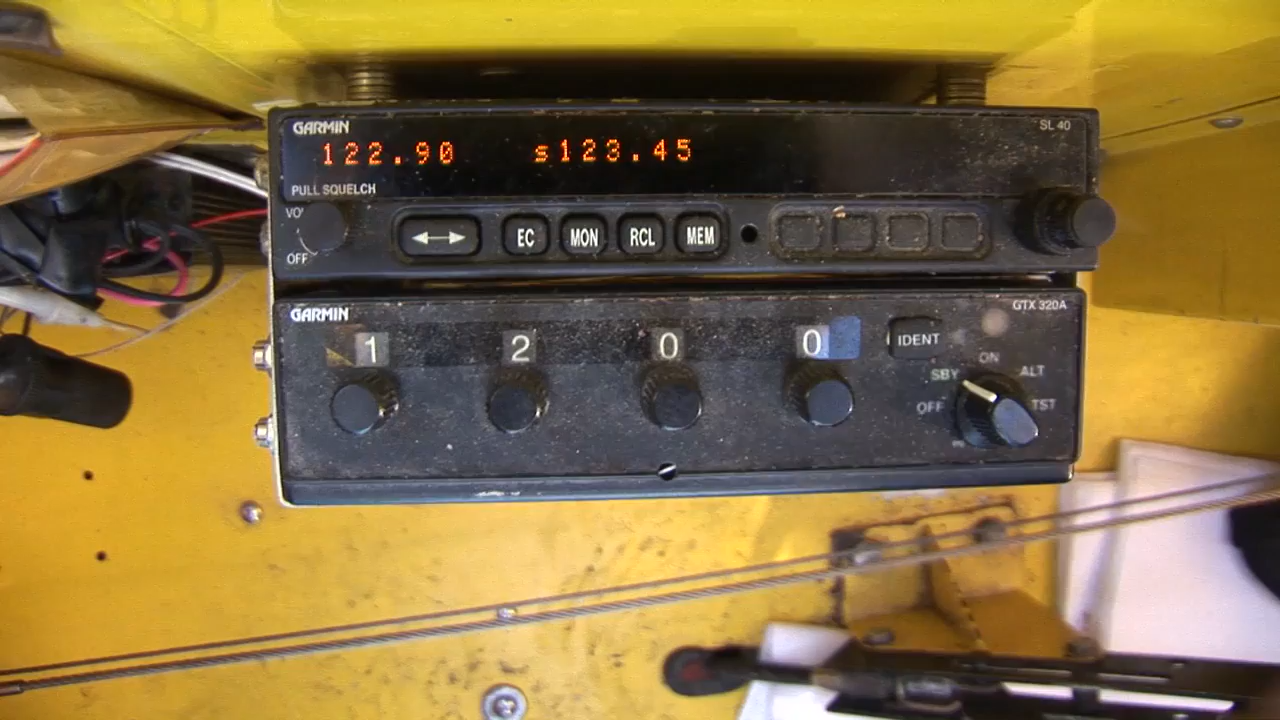 GARMIN SL 40
122.90 s123.45
PULL SQUELCH
VO
OFF
EC MON RCL MEM
GARMIN GTX 320A
1 2 0 0 IDENT
ON
SBY ALT
OFF TST